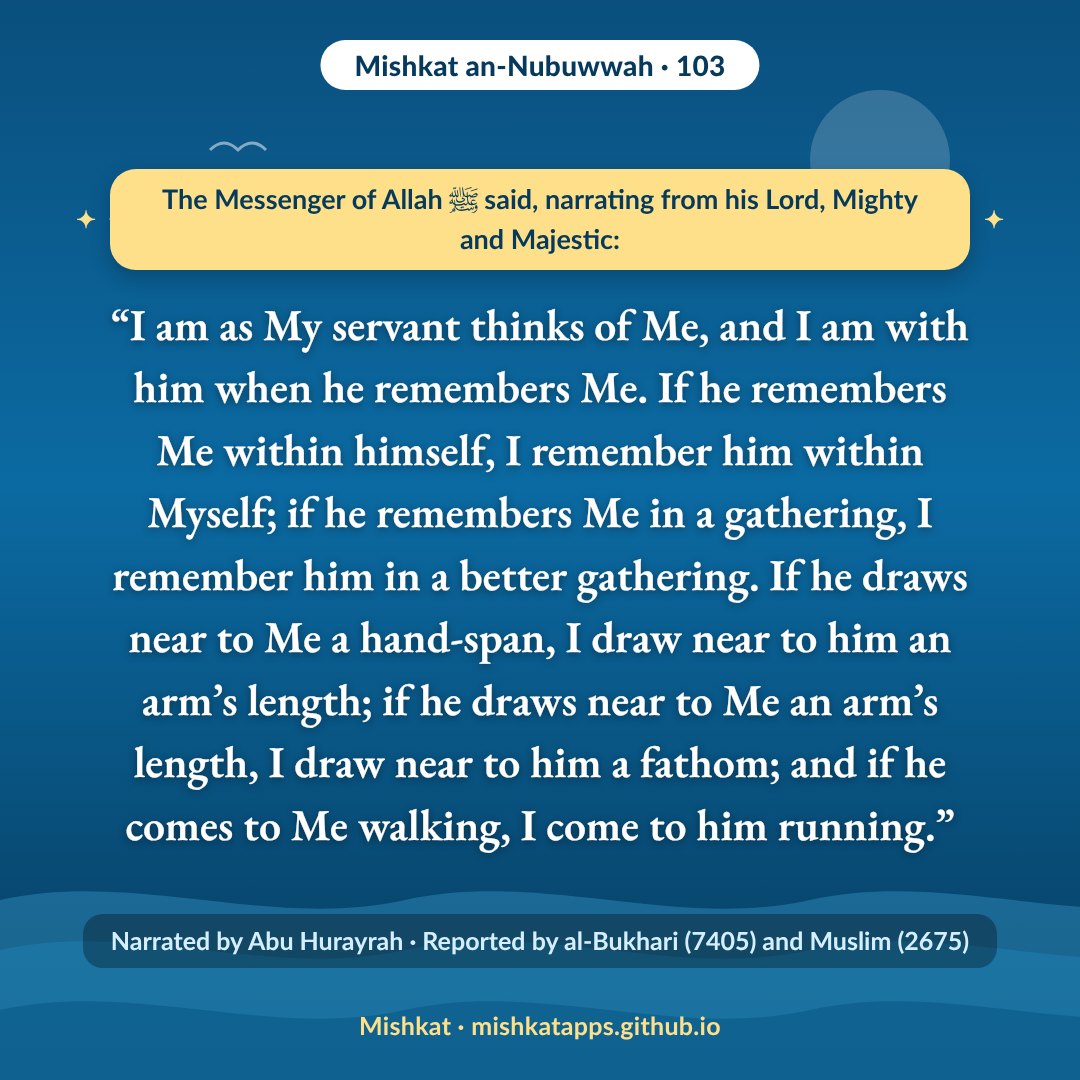 Mishkat an-Nubuwwah · 103
The Messenger of Allah ﷺ said, narrating from his Lord, Mighty
and Majestic:
“I am as My servant thinks of Me, and I am with
him when he remembers Me. If he remembers
Me within himself, I remember him within
Myself; if he remembers Me in a gathering, I
remember him in a better gathering. If he draws
near to Me a hand-span, I draw near to him an
arm’s length; if he draws near to Me an arm’s
length, I draw near to him a fathom; and if he
comes to Me walking, I come to him running.”
Narrated by Abu Hurayrah · Reported by al-Bukhari (7405) and Muslim (2675)
Mishkat · mishkatapps.github.io